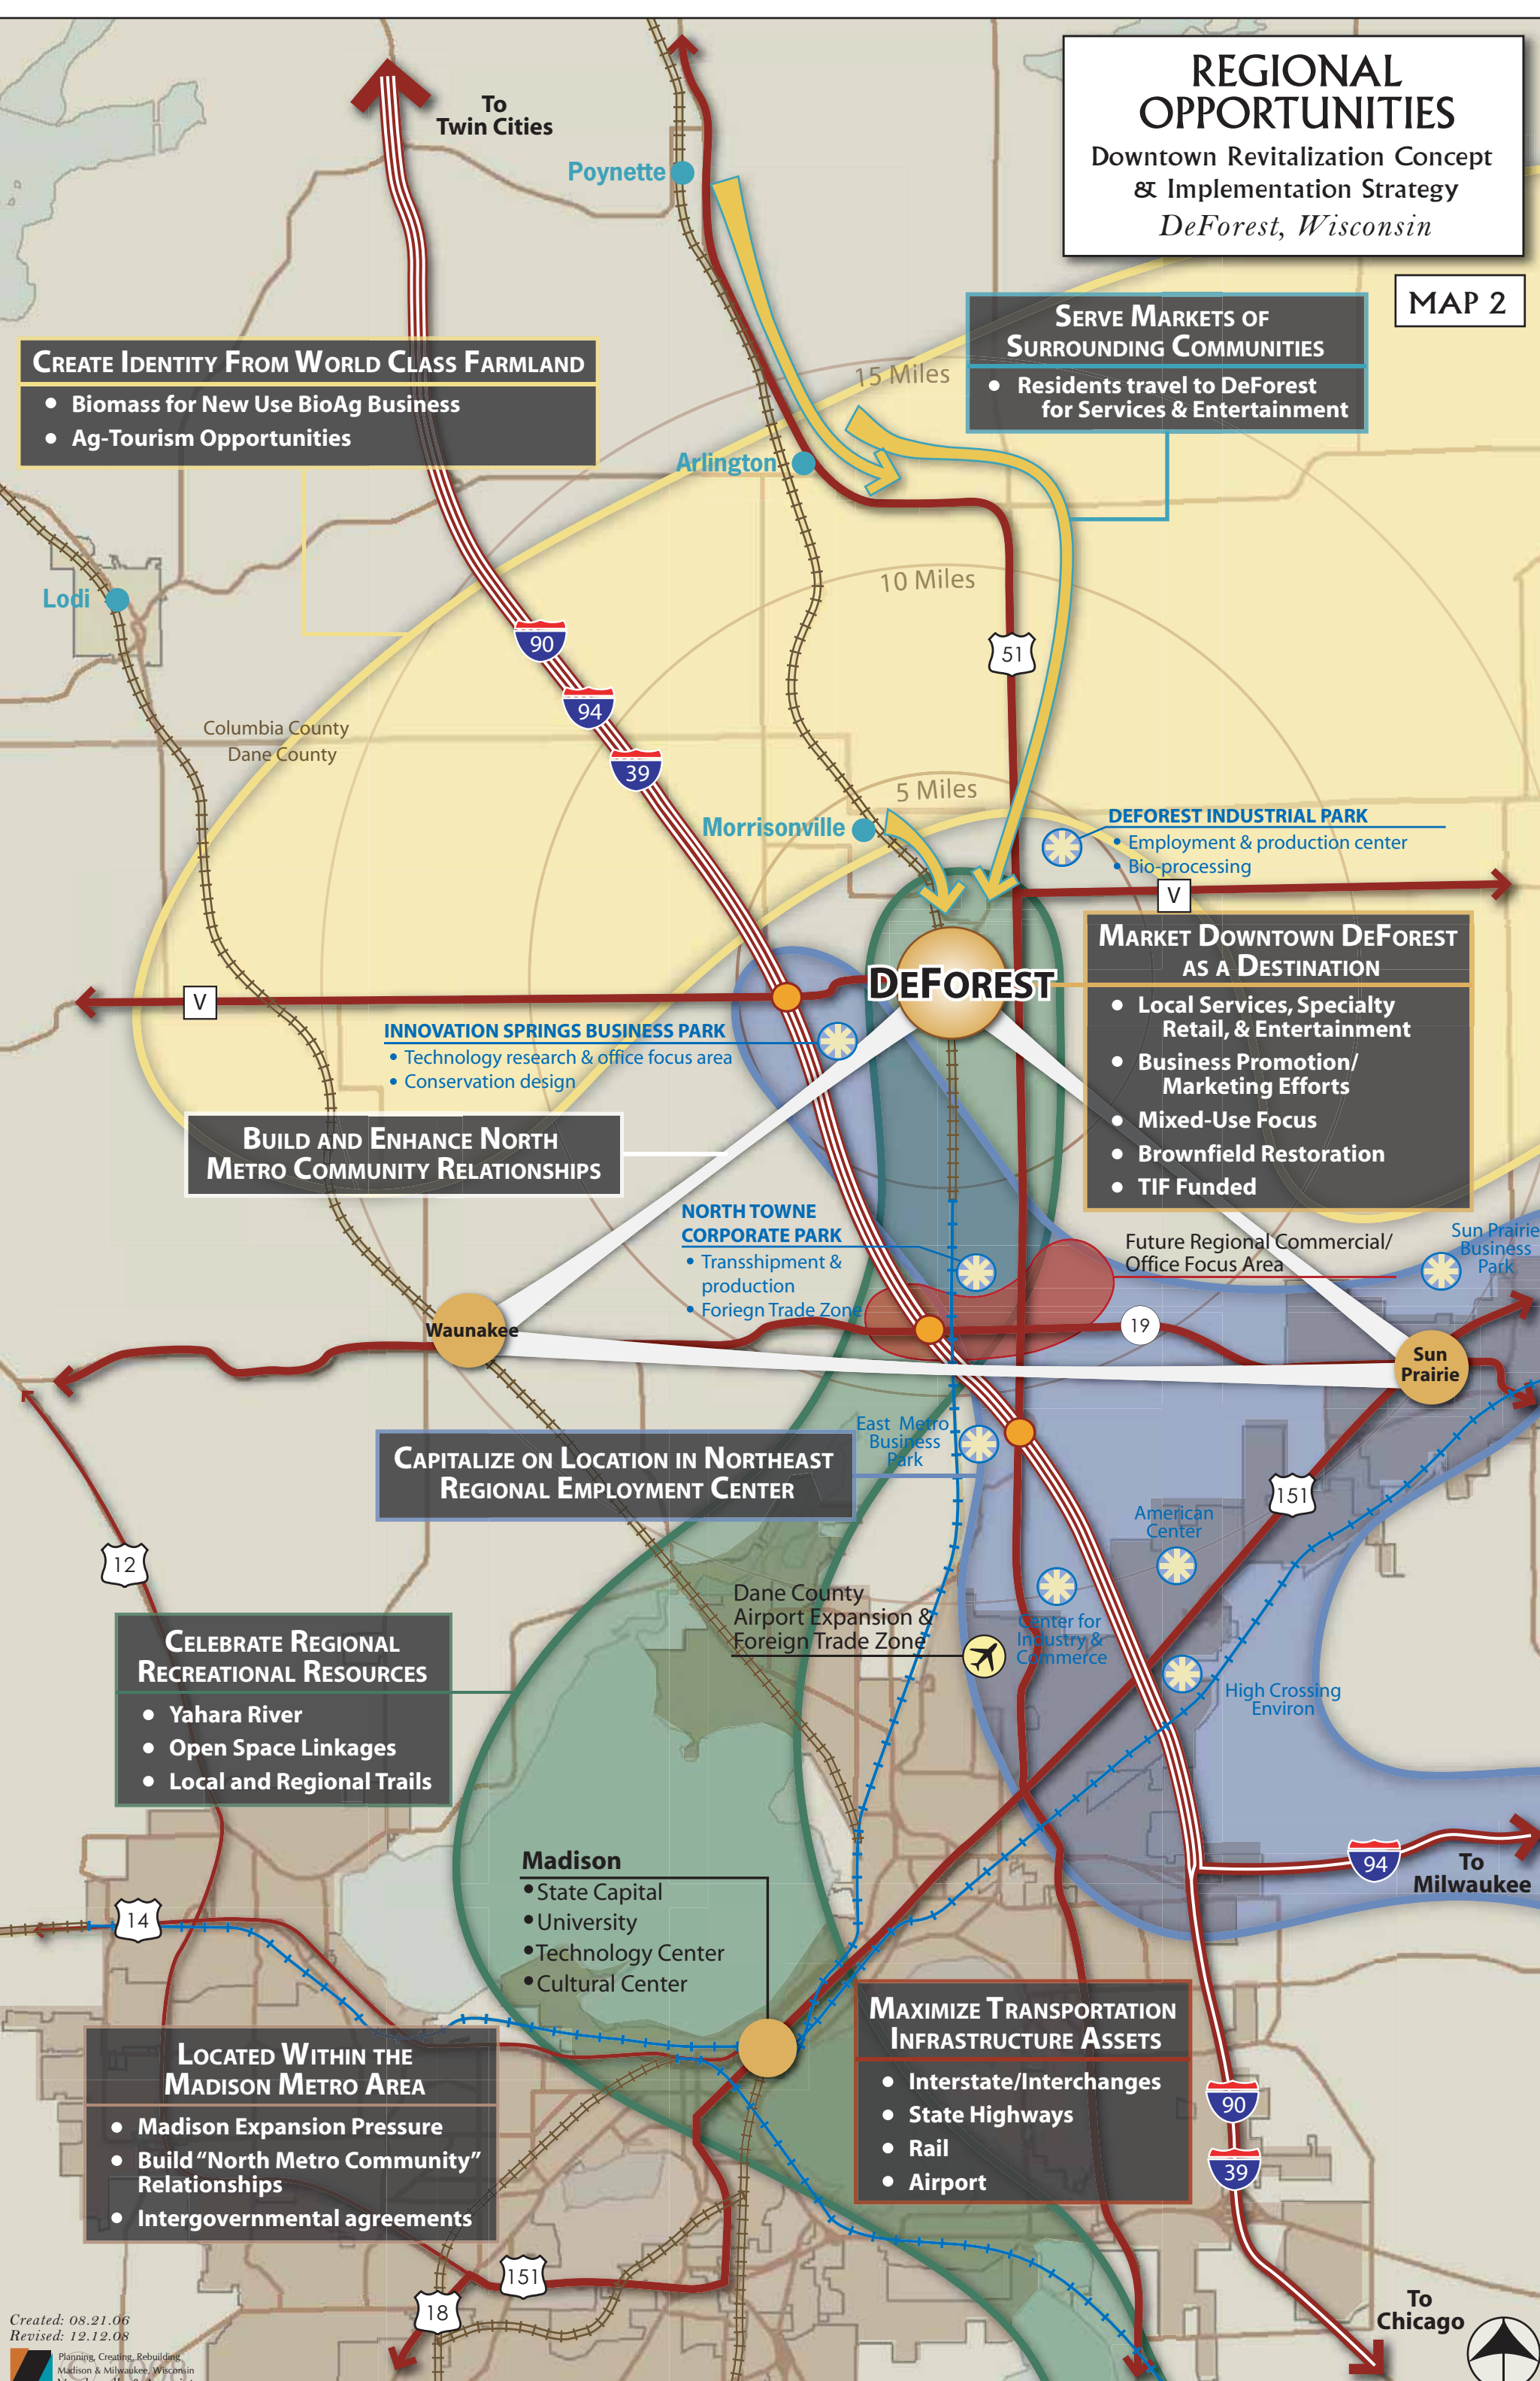 REGIONAL
OPPORTUNITIES
Downtown Revitalization Concept
& Implementation Strategy
DeForest, Wisconsin
MAP 2
To
Twin Cities
Poynette
SERVE MARKETS OF
SURROUNDING COMMUNITIES
• Residents travel to DeForest
for Services & Entertainment
CREATE IDENTITY FROM WORLD CLASS FARMLAND
• Biomass for New Use BioAg Business
• Ag-Tourism Opportunities
15 Miles
Arlington
10 Miles
Lodi
90
51
94
39
Columbia County
Dane County
5 Miles
Morrisonville
DEFOREST INDUSTRIAL PARK
• Employment & production center
• Bio-processing
V
MARKET DOWNTOWN DEFOREST
AS A DESTINATION
• Local Services, Specialty
Retail, & Entertainment
• Business Promotion/
Marketing Efforts
• Mixed-Use Focus
• Brownfield Restoration
• TIF Funded
DEFOREST
V
INNOVATION SPRINGS BUSINESS PARK
• Technology research & office focus area
• Conservation design
BUILD AND ENHANCE NORTH
METRO COMMUNITY RELATIONSHIPS
NORTH TOWNE
CORPORATE PARK
• Transshipment &
production
• Foriegn Trade Zone
Future Regional Commercial/
Office Focus Area
Sun Prairie
Business
Park
19
Waunakee
Sun
Prairie
East Metro
Business
Park
CAPITALIZE ON LOCATION IN NORTHEAST
REGIONAL EMPLOYMENT CENTER
151
American
Center
12
Dane County
Airport Expansion &
Foreign Trade Zone
Center for
Industry &
Commerce
High Crossing
Environ
CELEBRATE REGIONAL
RECREATIONAL RESOURCES
• Yahara River
• Open Space Linkages
• Local and Regional Trails
94
To
Milwaukee
Madison
• State Capital
• University
• Technology Center
• Cultural Center
14
MAXIMIZE TRANSPORTATION
INFRASTRUCTURE ASSETS
• Interstate/Interchanges
• State Highways
• Rail
• Airport
LOCATED WITHIN THE
MADISON METRO AREA
• Madison Expansion Pressure
• Build “North Metro Community”
Relationships
• Intergovernmental agreements
90
39
151
18
To
Chicago
Created: 08.21.06
Revised: 12.12.08
Planning, Creating, Rebuilding
Madison & Milwaukee, Wisconsin